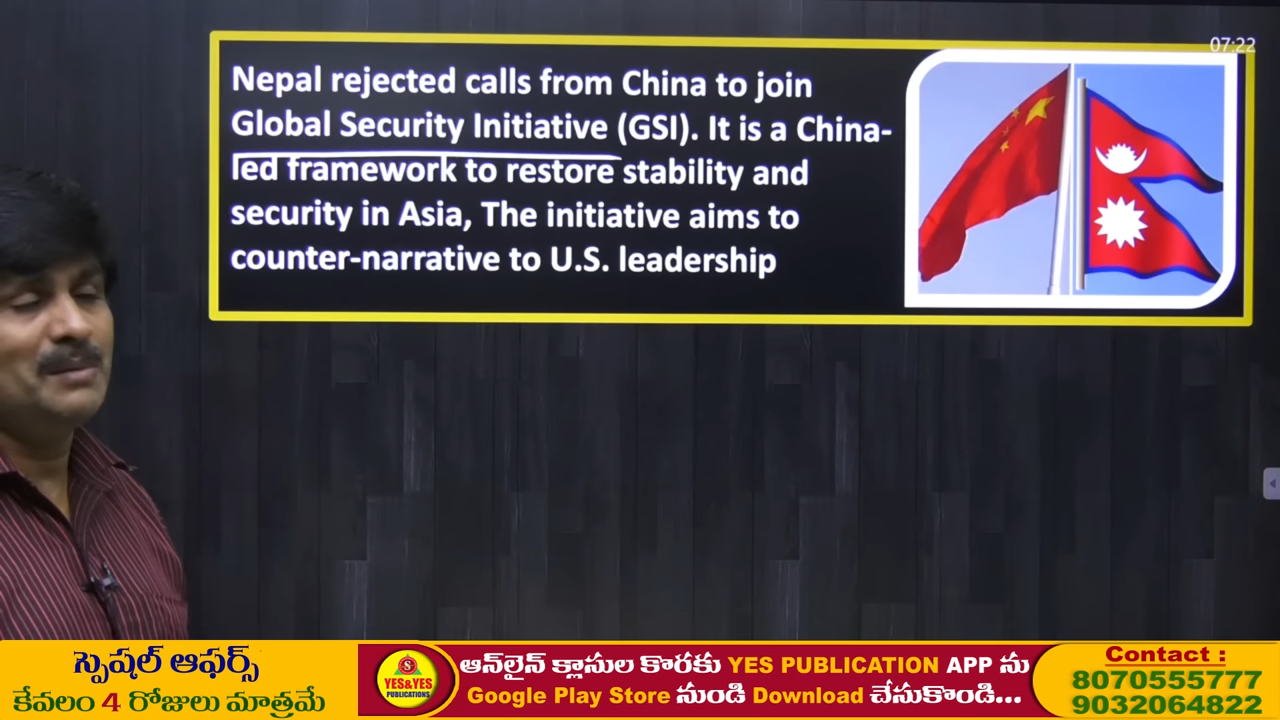 07:22
Nepal rejected calls from China to join
Global Security Initiative (GSI). It is a China-
led framework to restore stability and
security in Asia, The initiative aims to
counter-narrative to U.S. leadership
స్పెషల్ ఆఫర్స్
కేవలం 4 రోజులు మాత్రమే
S
YES&YES
PUBLICATIONS
ఆన్‌లైన్ క్లాసుల కొరకు YES PUBLICATION APP ను
Google Play Store నుండి Download చేసుకొండి...
Contact :
8070555777
9032064822